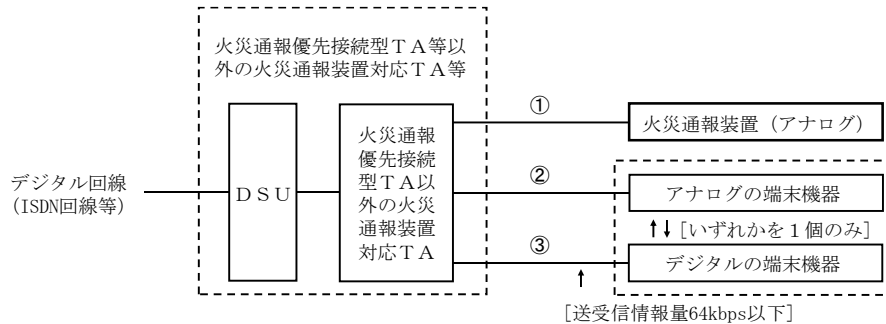 火災通報優先接続型ＴＡ等以
外の火災通報装置対応ＴＡ等
①
火災通報装置（アナログ）
火災通報
優先接続
型ＴＡ以
外の火災
通報装置
対応ＴＡ
デジタル回線
(ISDN回線等)
ＤＳＵ
②
アナログの端末機器
↑↓［いずれかを１個のみ］
③
デジタルの端末機器
↑
［送受信情報量64kbps以下］